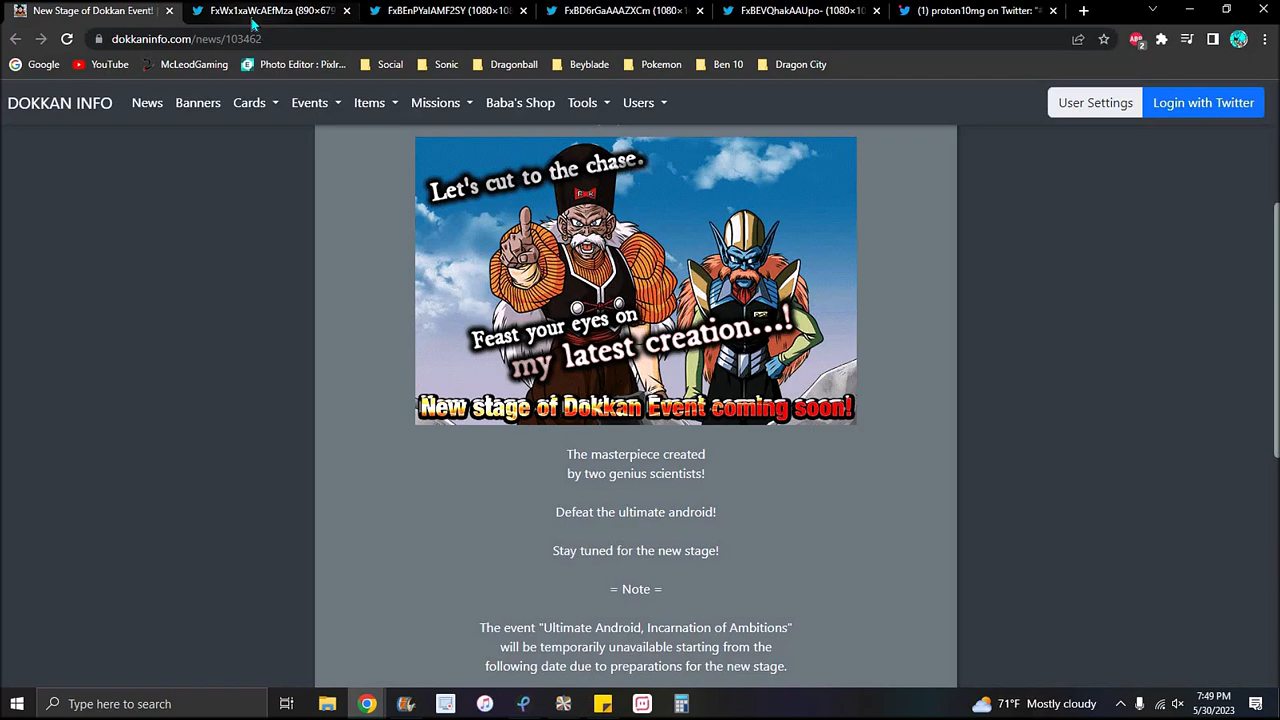 New Stage of Dokkan Event!
FxWx1xaWcAEfMza (890×679
FxBEnPYaIAMF2SY (1080×108
FxBD6rGaAAAZXCm (1080×1
FxBEVQhakAAUpo- (1080×10
(1) proton10mg on Twitter: "
dokkaninfo.com/news/103462
2
Google
YouTube
McLeodGaming
Photo Editor : Pixlr...
Social
Sonic
Dragonball
Beyblade
Pokemon
Ben 10
Dragon City
DOKKAN INFO
News
Banners
Cards
Events
Items
Missions
Baba's Shop
Tools
Users
User Settings
Login with Twitter
Let's cut to the chase.
Feast your eyes on
my latest creation...!
New stage of Dokkan Event coming soon!
The masterpiece created
by two genius scientists!
Defeat the ultimate android!
Stay tuned for the new stage!
= Note =
The event "Ultimate Android, Incarnation of Ambitions"
will be temporarily unavailable starting from the
following date due to preparations for the new stage.
Type here to search
71°F Mostly cloudy
7:49 PM
5/30/2023